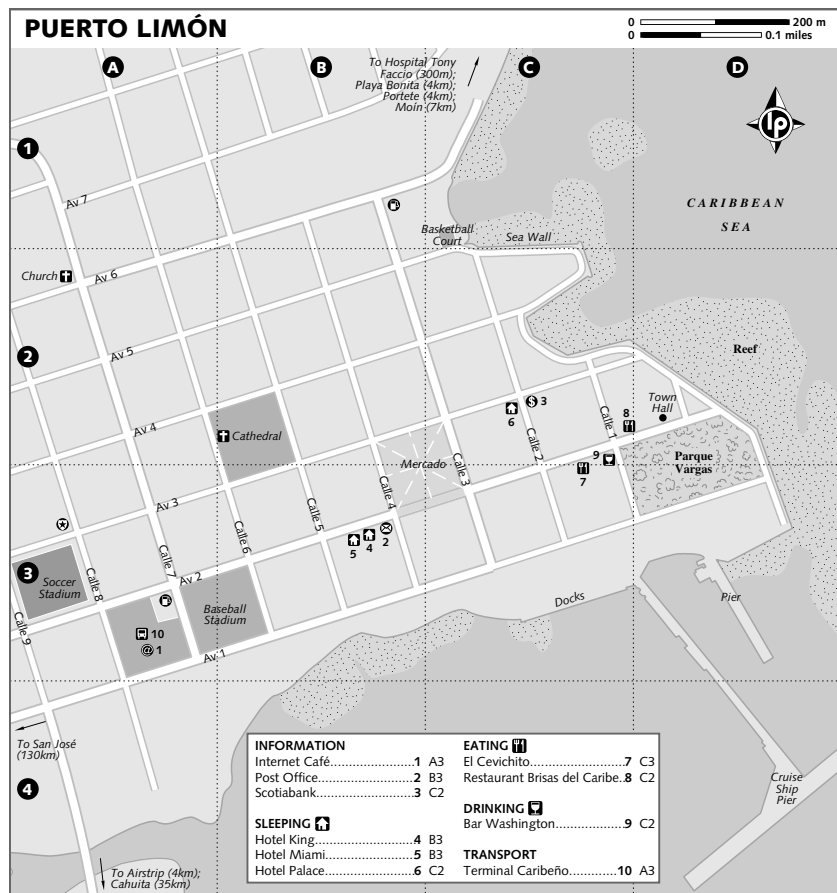 PUERTO LIMÓN
0 200 m
0 0.1 miles
A
B
C
D
To Hospital Tony
Faccio (300m);
Playa Bonita (4km);
Portete (4km);
Moín (7km)
lp
1
Av 7
CARIBBEAN
SEA
Basketball
Court
Sea Wall
Church
Av 6
2
Av 5
Reef
Av 4
Cathedral
6
$ 3
Calle 2
Calle 1
8
Town
Hall
Mercado
Calle 3
9
7
Parque
Vargas
Av 3
Calle 6
Calle 5
Calle 4
5
4
2
3
Soccer
Stadium
Calle 8
Calle 7
Av 2
Baseball
Stadium
Calle 9
10
@ 1
Av 1
Docks
Pier
To San José
(130km)
4
Cruise
Ship
Pier
To Airstrip (4km);
Cahuita (35km)
INFORMATION
Internet Café....................1 A3
Post Office.......................2 B3
Scotiabank.......................3 C2
SLEEPING
Hotel King........................4 B3
Hotel Miami.....................5 B3
Hotel Palace.....................6 C2
EATING
El Cevichito......................7 C3
Restaurant Brisas del Caribe..8 C2
DRINKING
Bar Washington.................9 C2
TRANSPORT
Terminal Caribeño............10 A3